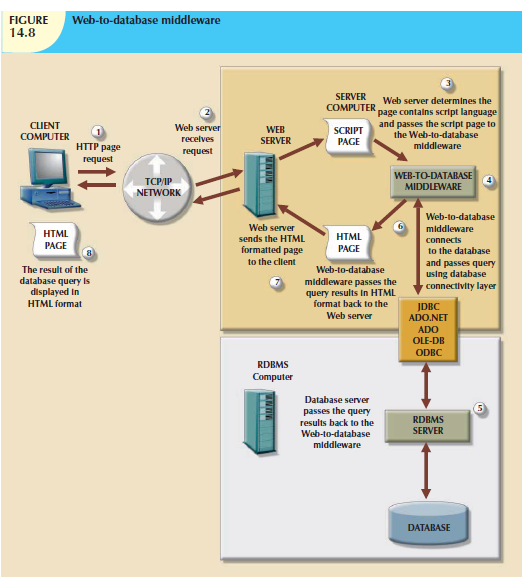 FIGURE
14.8
Web-to-database middleware
CLIENT
COMPUTER
1
HTTP page
request
2
Web server
receives
request
TCP/IP
NETWORK
WEB
SERVER
SERVER
COMPUTER
SCRIPT
PAGE
3
Web server determines the
page contains script language
and passes the script page to
the Web-to-database
middleware
WEB-TO-DATABASE
MIDDLEWARE
4
Web-to-database
middleware
connects
to the database
and passes query
using database
connectivity layer
6
HTML
PAGE
Web-to-database
middleware passes the
query results in HTML
format back to the
Web server
Web server
sends the HTML
formatted page
to the client
7
HTML
PAGE
8
The result of the
database query is
displayed in
HTML format
JDBC
ADO.NET
ADO
OLE-DB
ODBC
RDBMS
Computer
Database server
passes the query
results back to the
Web-to-database
middleware
5
RDBMS
SERVER
DATABASE